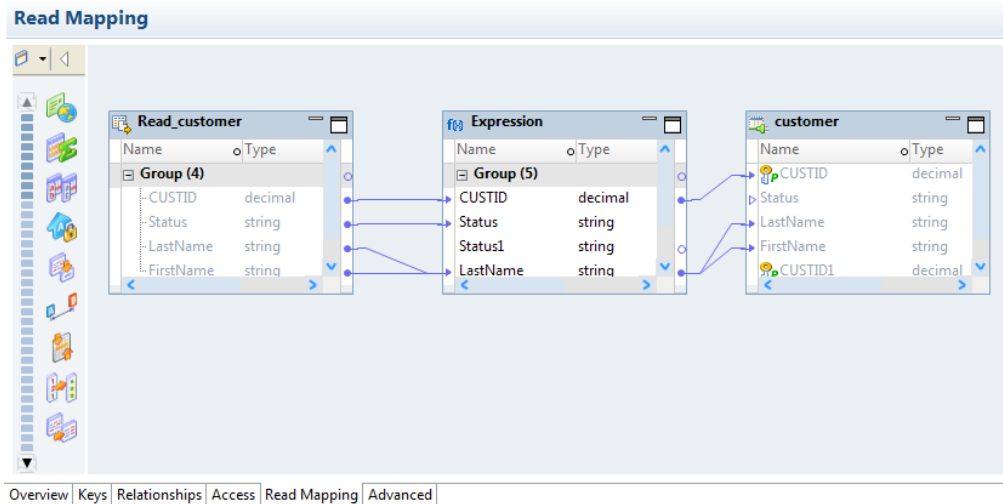 Read Mapping
Read_customer
Name Type
Group (4)
CUSTID decimal
Status string
LastName string
FirstName string
f(x) Expression
Name Type
Group (5)
CUSTID decimal
Status string
Status1 string
LastName string
customer
Name Type
CUSTID decimal
Status string
LastName string
FirstName string
CUSTID1 decimal
Overview Keys Relationships Access Read Mapping Advanced